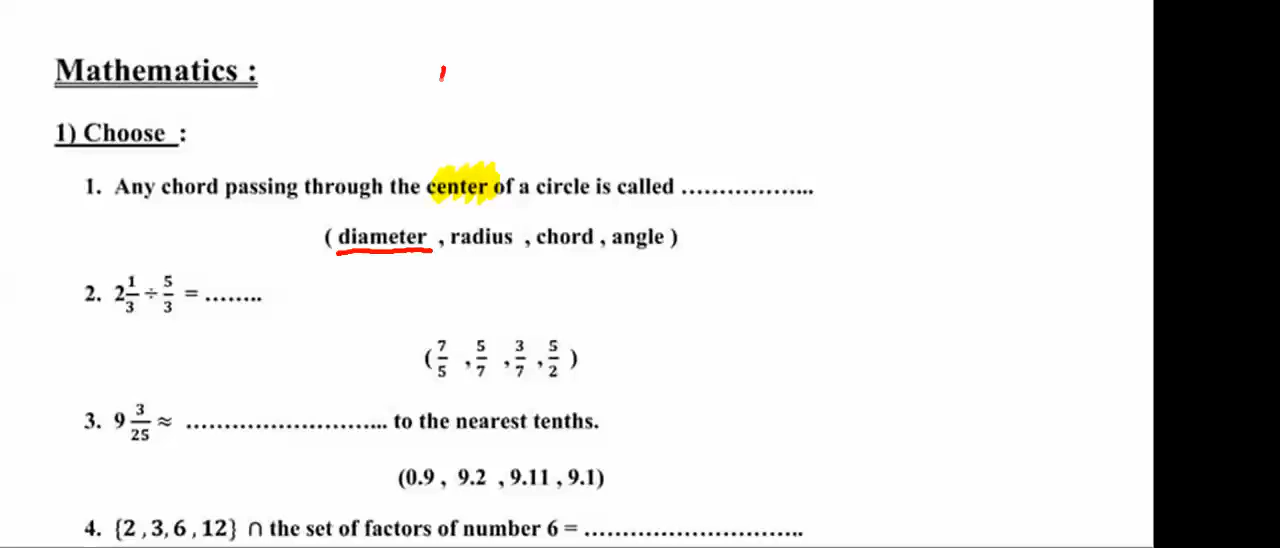 Mathematics :
1) Choose :
1. Any chord passing through the center of a circle is called ………………..
( diameter , radius , chord , angle )
2. 2 1/3 ÷ 5/3 = ……..
( 7/5 , 5/7 , 3/7 , 5/2 )
3. 9 3/25 ≈ ……………………….. to the nearest tenths.
(0.9 , 9.2 , 9.11 , 9.1)
4. {2 , 3, 6 , 12} ∩ the set of factors of number 6 = …………………………..